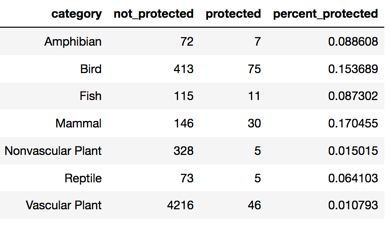 category not_protected protected percent_protected
Amphibian 72 7 0.088608
Bird 413 75 0.153689
Fish 115 11 0.087302
Mammal 146 30 0.170455
Nonvascular Plant 328 5 0.015015
Reptile 73 5 0.064103
Vascular Plant 4216 46 0.010793